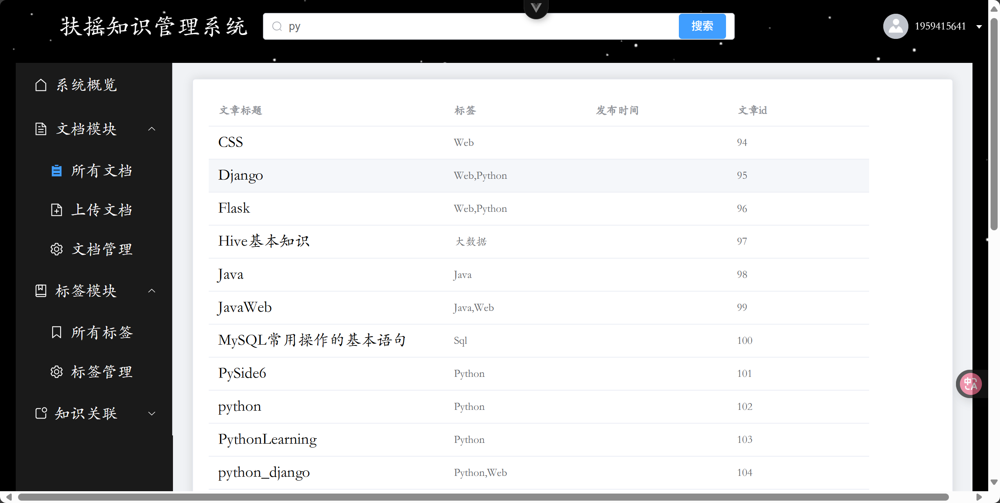 扶摇知识管理系统
py
搜索
1959415641
系统概览
文档模块
所有文档
上传文档
文档管理
标签模块
所有标签
标签管理
知识关联
文章标题 标签 发布时间 文章id
CSS Web 94
Django Web,Python 95
Flask Web,Python 96
Hive基本知识 大数据 97
Java Java 98
JavaWeb Java,Web 99
MySQL常用操作的基本语句 Sql 100
PySide6 Python 101
python Python 102
PythonLearning Python 103
python_django Python,Web 104
中 A